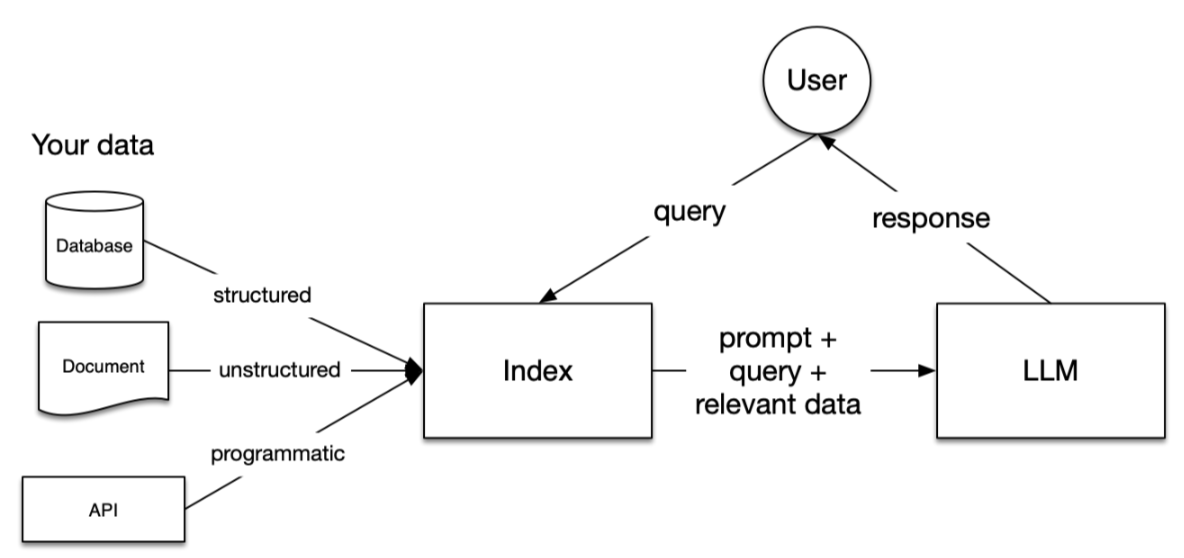 User
Your data
Database
query
response
structured
Document
unstructured
Index
prompt +
query +
relevant data
LLM
programmatic
API